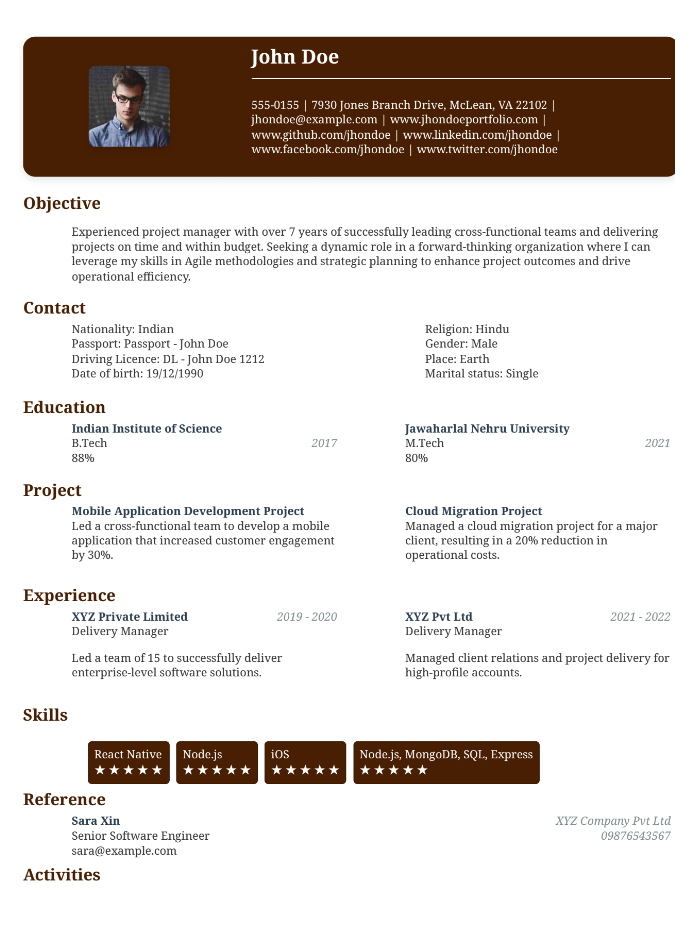 John Doe
555-0155 | 7930 Jones Branch Drive, McLean, VA 22102 |
jhondoe@example.com | www.jhondoeportfolio.com |
www.github.com/jhondoe | www.linkedin.com/jhondoe |
www.facebook.com/jhondoe | www.twitter.com/jhondoe
Objective
Experienced project manager with over 7 years of successfully leading cross-functional teams and delivering
projects on time and within budget. Seeking a dynamic role in a forward-thinking organization where I can
leverage my skills in Agile methodologies and strategic planning to enhance project outcomes and drive
operational efficiency.
Contact
Nationality: Indian
Passport: Passport - John Doe
Driving Licence: DL - John Doe 1212
Date of birth: 19/12/1990
Religion: Hindu
Gender: Male
Place: Earth
Marital status: Single
Education
Indian Institute of Science
B.Tech 2017
88%
Jawaharlal Nehru University
M.Tech 2021
80%
Project
Mobile Application Development Project
Led a cross-functional team to develop a mobile
application that increased customer engagement
by 30%.
Cloud Migration Project
Managed a cloud migration project for a major
client, resulting in a 20% reduction in
operational costs.
Experience
XYZ Private Limited 2019 - 2020
Delivery Manager
Led a team of 15 to successfully deliver
enterprise-level software solutions.
XYZ Pvt Ltd 2021 - 2022
Delivery Manager
Managed client relations and project delivery for
high-profile accounts.
Skills
React Native
★★★★★
Node.js
★★★★★
iOS
★★★★★
Node.js, MongoDB, SQL, Express
★★★★★
Reference
Sara Xin XYZ Company Pvt Ltd
Senior Software Engineer 09876543567
sara@example.com
Activities